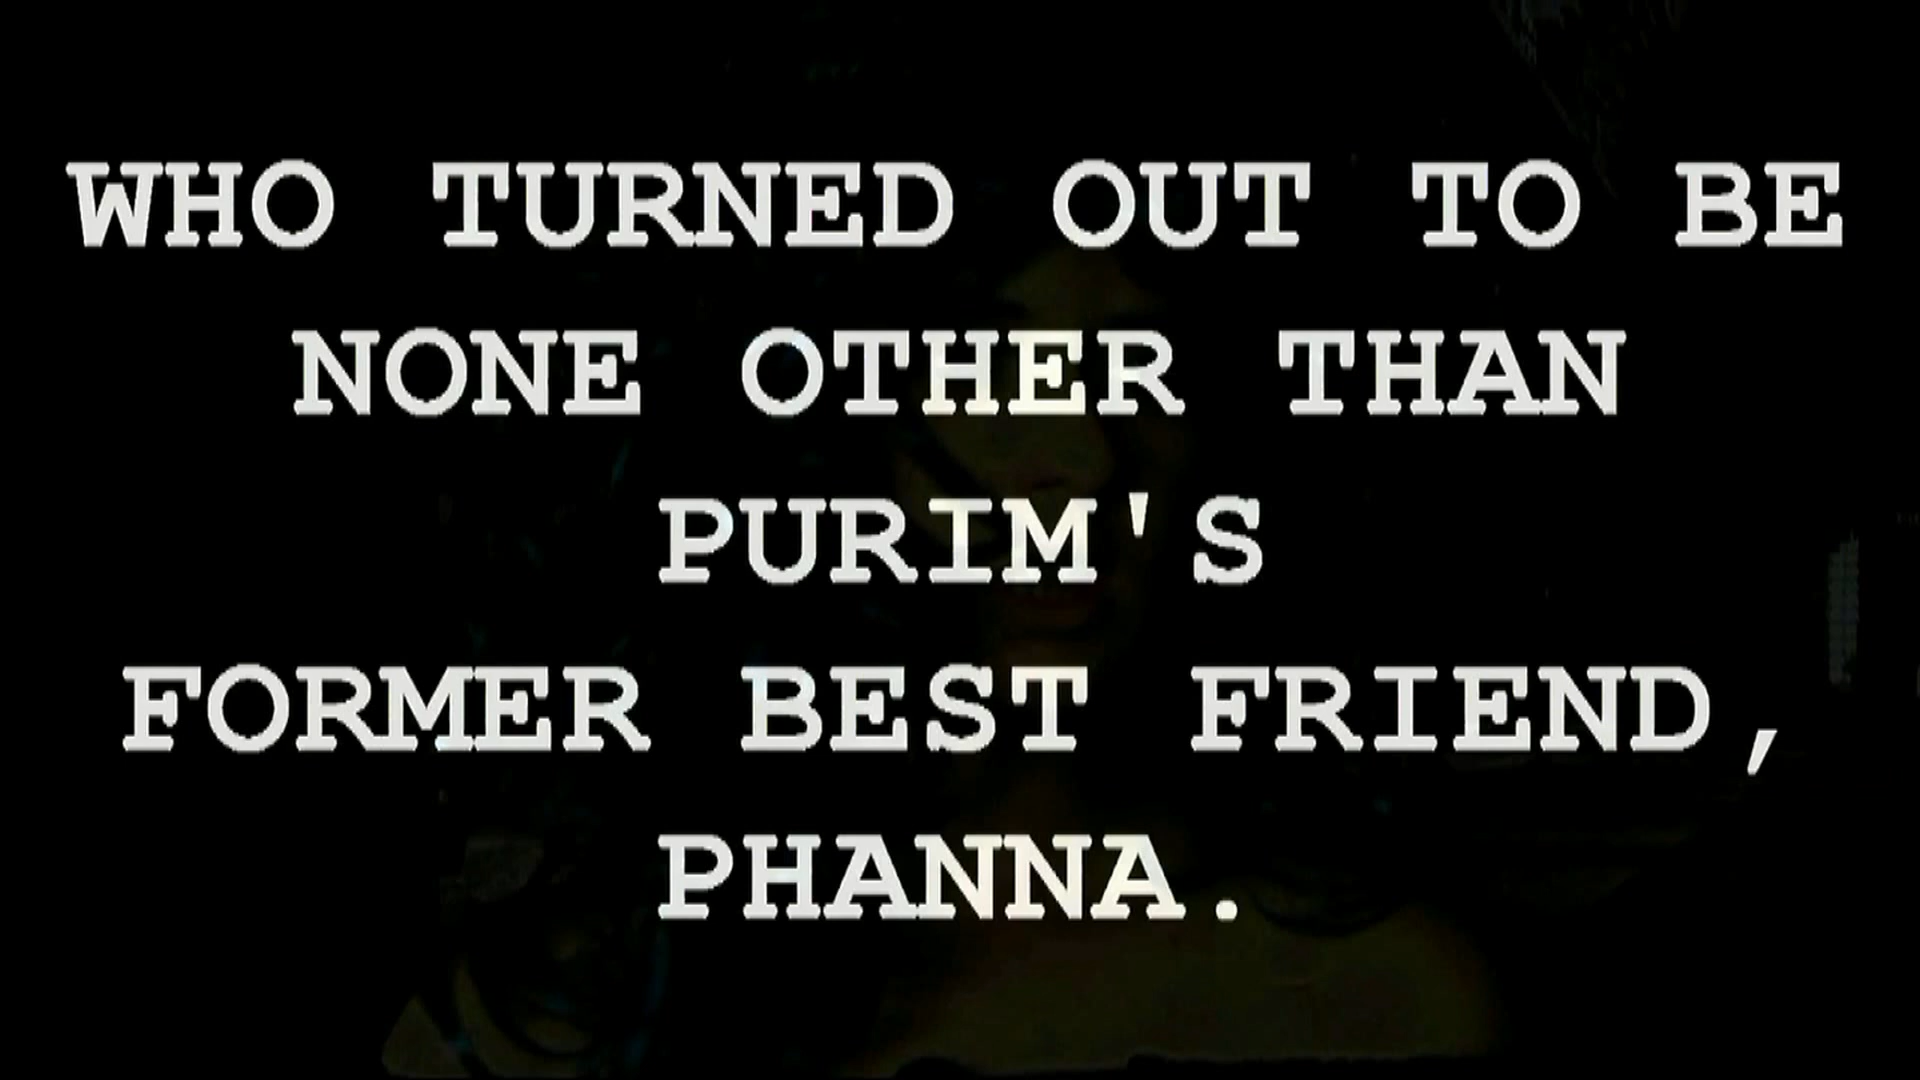 WHO TURNED OUT TO BE
NONE OTHER THAN
PURIM'S
FORMER BEST FRIEND,
PHANNA.